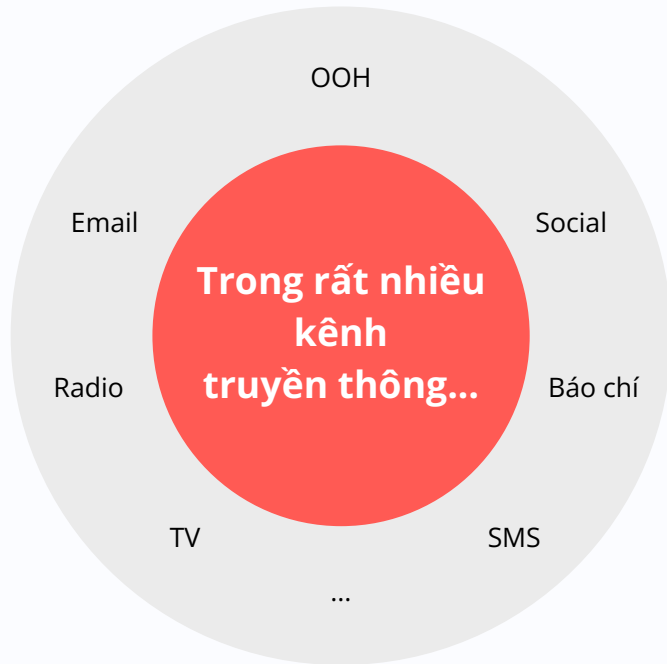 OOH
Email
Social
Trong rất nhiều
kênh
truyền thông...
Radio
Báo chí
TV
SMS
...